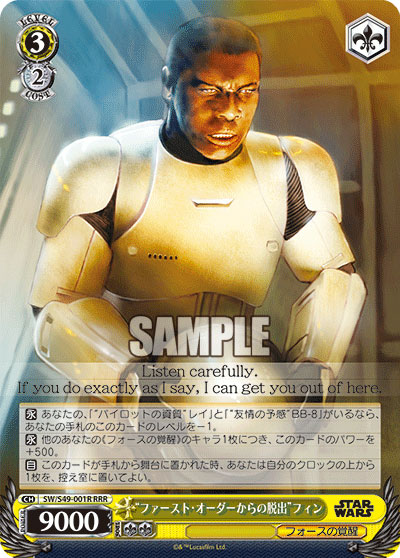 LEVEL
3
2
COST
SAMPLE
Listen carefully.
If you do exactly as I say, I can get you out of here.
永 あなたの、「“パイロットの資質”レイ」と「“友情の予感”BB-8」がいるなら、
あなたの手札のこのカードのレベルを－1。
永 他のあなたの《フォースの覚醒》のキャラ1枚につき、このカードのパワーを
+500。
自 このカードが手札から舞台に置かれた時、あなたは自分のクロックの上から
1枚を、控え室に置いてよい。
CH SW/S49-001R RRR
“ファースト・オーダーからの脱出”フィン
POWER
9000
©&™Lucasfilm Ltd.
STAR WARS
フォースの覚醒